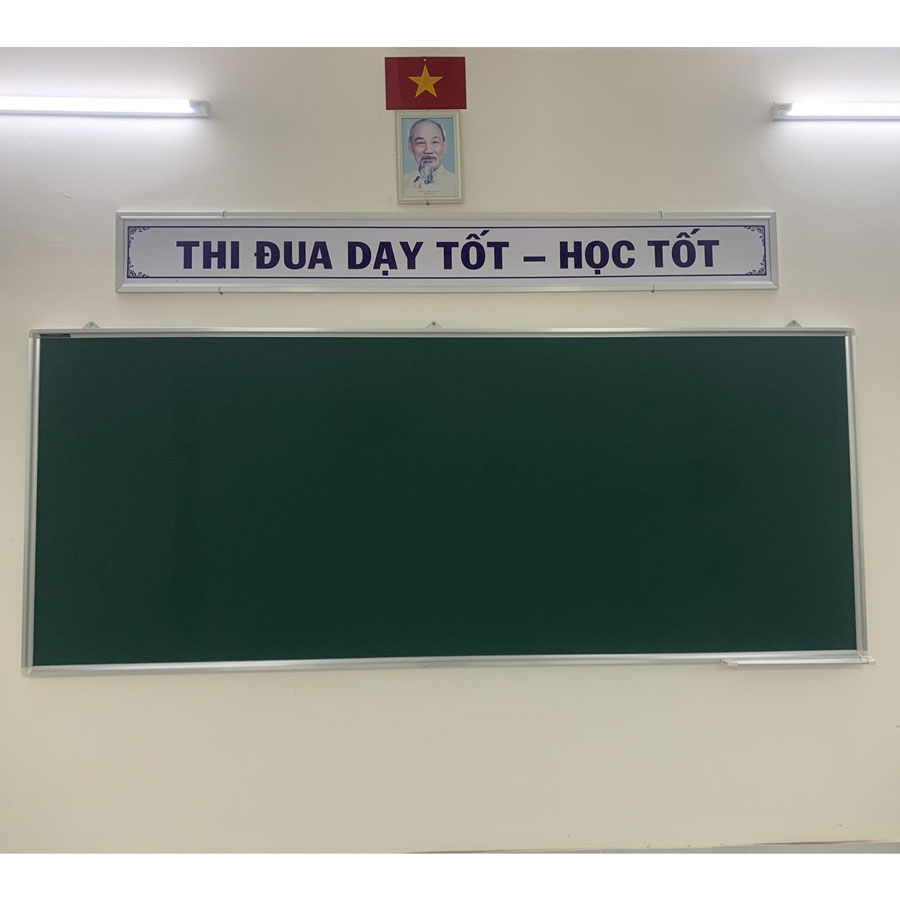 THI ĐUA DẠY TỐT – HỌC TỐT